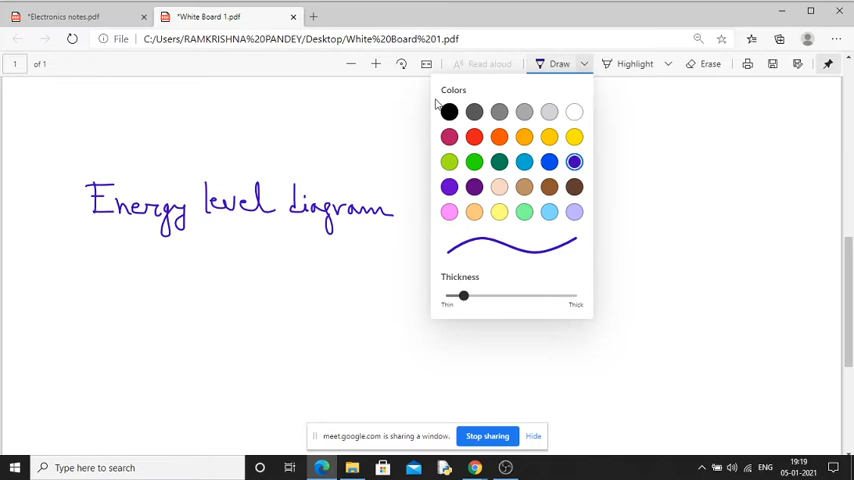 *Electronics notes.pdf
*White Board 1.pdf
File
C:/Users/RAMKRISHNA%20PANDEY/Desktop/White%20Board%201.pdf
1 of 1
Read aloud
Draw
Highlight
Erase
Colors
Energy level diagram
Thickness
Thin Thick
meet.google.com is sharing a window. Stop sharing Hide
Type here to search
ENG
19:19
05-01-2021